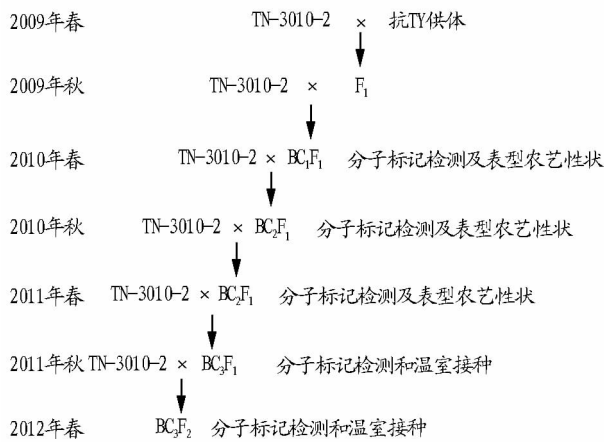 2009年春 TN-3010-2 × 抗TY供体
2009年秋 TN-3010-2 × F₁
2010年春 TN-3010-2 × BC₁F₁ 分子标记检测及表型农艺性状
2010年秋 TN-3010-2 × BC₂F₁ 分子标记检测及表型农艺性状
2011年春 TN-3010-2 × BC₂F₁ 分子标记检测及表型农艺性状
2011年秋 TN-3010-2 × BC₃F₁ 分子标记检测和温室接种
2012年春 BC₃F₂ 分子标记检测和温室接种